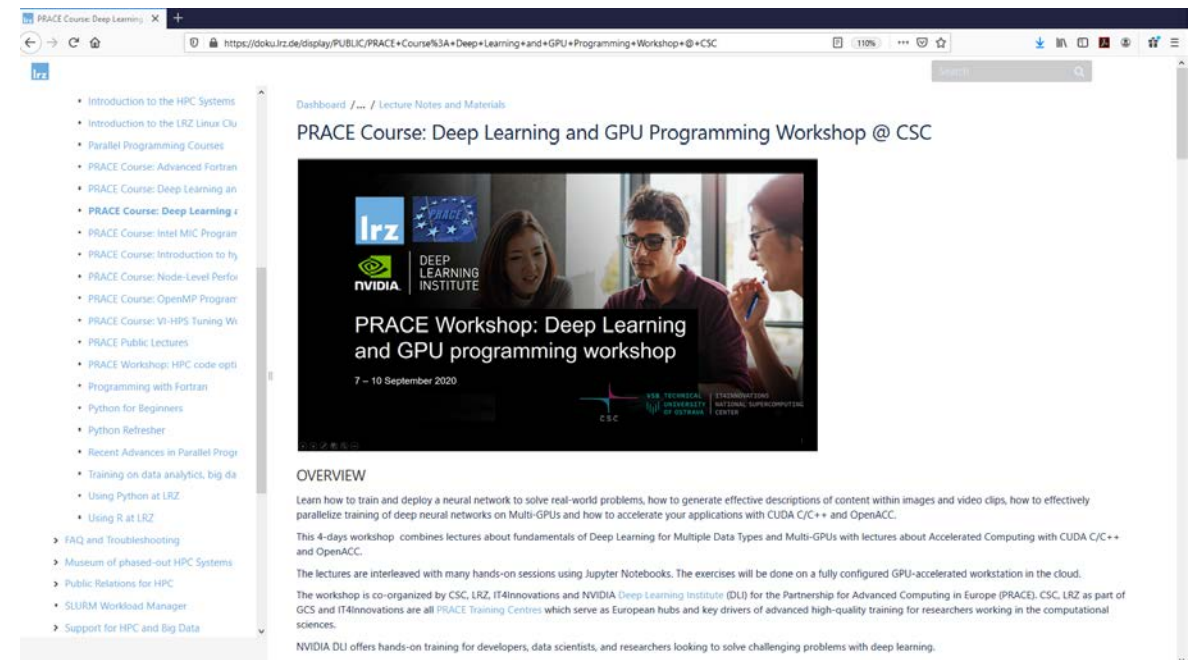 PRACE Course: Deep Learning
https://doku.lrz.de/display/PUBLIC/PRACE+Course%3A+Deep+Learning+and+GPU+Programming+Workshop+@+CSC
110%
lrz
Search
Introduction to the HPC Systems
Introduction to the LRZ Linux Clu
Parallel Programming Courses
PRACE Course: Advanced Fortran
PRACE Course: Deep Learning an
PRACE Course: Deep Learning a
PRACE Course: Intel MIC Program
PRACE Course: Introduction to hy
PRACE Course: Node-Level Perfor
PRACE Course: OpenMP Program
PRACE Course: VI-HPS Tuning Wo
PRACE Public Lectures
PRACE Workshop: HPC code opti
Programming with Fortran
Python for Beginners
Python Refresher
Recent Advances in Parallel Progr
Training on data analytics, big da
Using Python at LRZ
Using R at LRZ
FAQ and Troubleshooting
Museum of phased-out HPC Systems
Public Relations for HPC
SLURM Workload Manager
Support for HPC and Big Data
Dashboard /... / Lecture Notes and Materials
PRACE Course: Deep Learning and GPU Programming Workshop @ CSC
lrz
PRACE
NVIDIA.
DEEP
LEARNING
INSTITUTE
PRACE Workshop: Deep Learning
and GPU programming workshop
7 – 10 September 2020
CSC
VSB TECHNICAL
UNIVERSITY
OF OSTRAVA
IT4INNOVATIONS
NATIONAL SUPERCOMPUTING
CENTER
OVERVIEW
Learn how to train and deploy a neural network to solve real-world problems, how to generate effective descriptions of content within images and video clips, how to effectively
parallelize training of deep neural networks on Multi-GPUs and how to accelerate your applications with CUDA C/C++ and OpenACC.
This 4-days workshop combines lectures about fundamentals of Deep Learning for Multiple Data Types and Multi-GPUs with lectures about Accelerated Computing with CUDA C/C++
and OpenACC.
The lectures are interleaved with many hands-on sessions using Jupyter Notebooks. The exercises will be done on a fully configured GPU-accelerated workstation in the cloud.
The workshop is co-organized by CSC, LRZ, IT4Innovations and NVIDIA Deep Learning Institute (DLI) for the Partnership for Advanced Computing in Europe (PRACE). CSC, LRZ as part of
GCS and IT4Innovations are all PRACE Training Centres which serve as European hubs and key drivers of advanced high-quality training for researchers working in the computational
sciences.
NVIDIA DLI offers hands-on training for developers, data scientists, and researchers looking to solve challenging problems with deep learning.